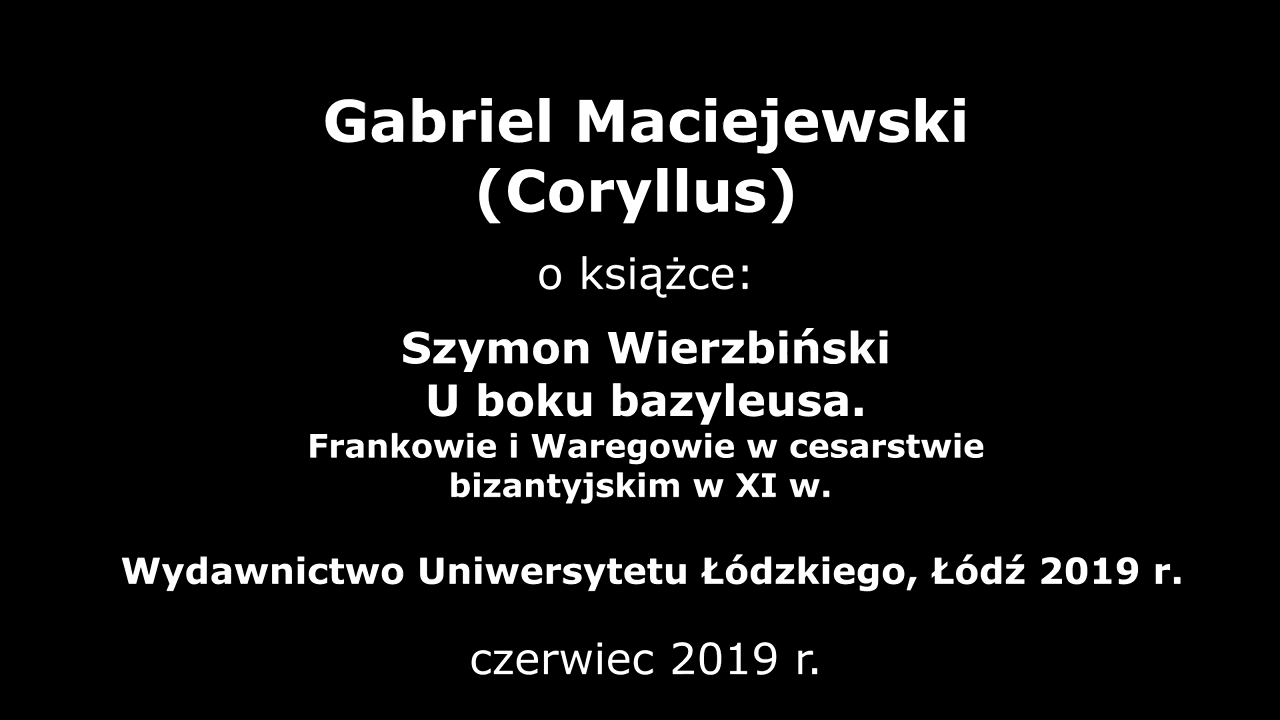 Gabriel Maciejewski
(Coryllus)
o książce:
Szymon Wierzbiński
U boku bazyleusa.
Frankowie i Waregowie w cesarstwie
bizantyjskim w XI w.
Wydawnictwo Uniwersytetu Łódzkiego, Łódź 2019 r.
czerwiec 2019 r.